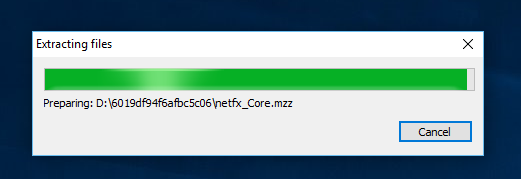 Extracting files
Preparing: D:\6019df94f6afbc5c06\netfx_Core.mzz
Cancel